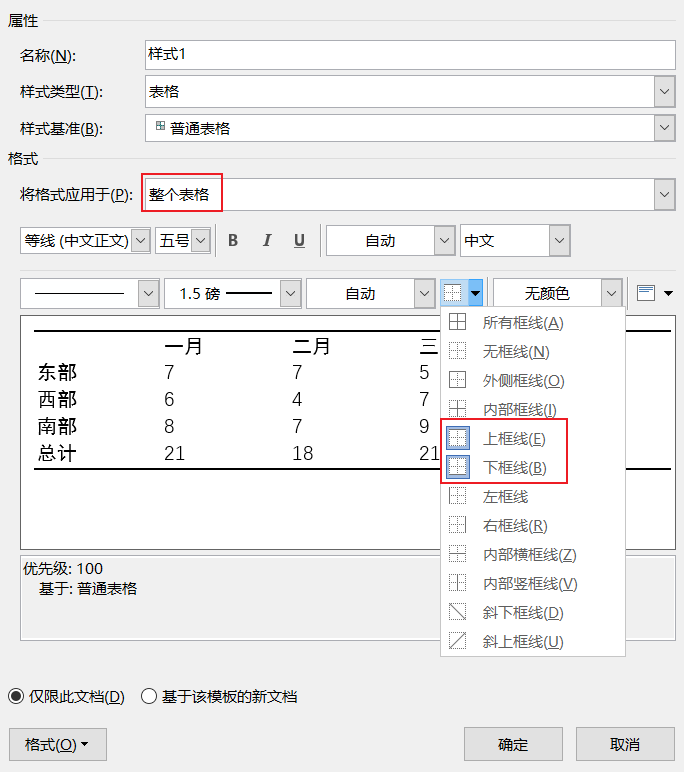 属性
名称(N): 样式1
样式类型(T): 表格
样式基准(B): 普通表格
格式
将格式应用于(P): 整个表格
等线 (中文正文) 五号 B I U 自动 中文
1.5 磅 自动 无颜色
所有框线(A)
无框线(N)
外侧框线(O)
内部框线(I)
上框线(E)
下框线(B)
左框线
右框线(R)
内部横框线(Z)
内部竖框线(V)
斜下框线(D)
斜上框线(U)
一月 二月 三
东部 7 7 5
西部 6 4 7
南部 8 7 9
总计 21 18 21
优先级: 100
基于: 普通表格
仅限此文档(D) 基于该模板的新文档
格式(O) 确定 取消